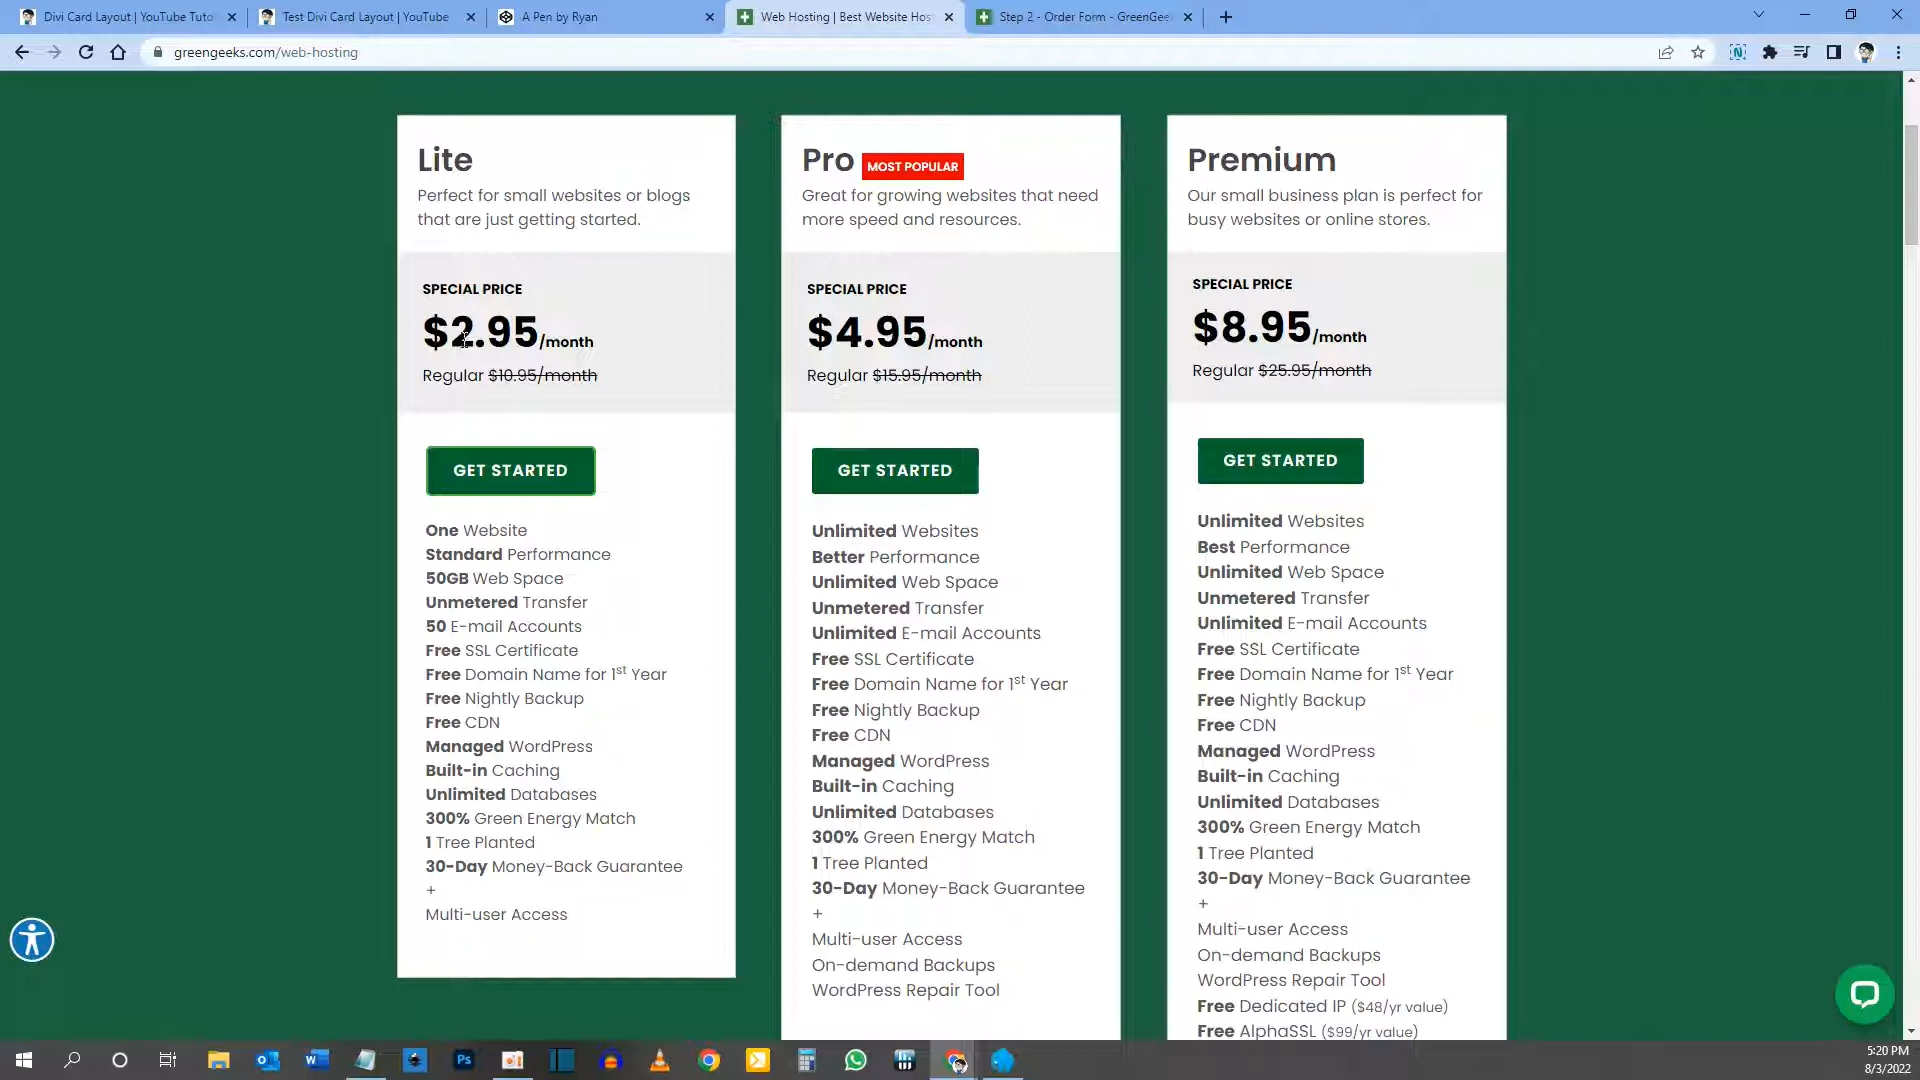 Divi Card Layout | YouTube Tuto
Test Divi Card Layout | YouTube
A Pen by Ryan
Web Hosting | Best Website Hos
Step 2 - Order Form - GreenGee
greengeeks.com/web-hosting
Lite
Perfect for small websites or blogs
that are just getting started.
SPECIAL PRICE
$2.95/month
Regular $10.95/month
GET STARTED
One Website
Standard Performance
50GB Web Space
Unmetered Transfer
50 E-mail Accounts
Free SSL Certificate
Free Domain Name for 1st Year
Free Nightly Backup
Free CDN
Managed WordPress
Built-in Caching
Unlimited Databases
300% Green Energy Match
1 Tree Planted
30-Day Money-Back Guarantee
+
Multi-user Access
Pro MOST POPULAR
Great for growing websites that need
more speed and resources.
SPECIAL PRICE
$4.95/month
Regular $15.95/month
GET STARTED
Unlimited Websites
Better Performance
Unlimited Web Space
Unmetered Transfer
Unlimited E-mail Accounts
Free SSL Certificate
Free Domain Name for 1st Year
Free Nightly Backup
Free CDN
Managed WordPress
Built-in Caching
Unlimited Databases
300% Green Energy Match
1 Tree Planted
30-Day Money-Back Guarantee
+
Multi-user Access
On-demand Backups
WordPress Repair Tool
Premium
Our small business plan is perfect for
busy websites or online stores.
SPECIAL PRICE
$8.95/month
Regular $25.95/month
GET STARTED
Unlimited Websites
Best Performance
Unlimited Web Space
Unmetered Transfer
Unlimited E-mail Accounts
Free SSL Certificate
Free Domain Name for 1st Year
Free Nightly Backup
Free CDN
Managed WordPress
Built-in Caching
Unlimited Databases
300% Green Energy Match
1 Tree Planted
30-Day Money-Back Guarantee
+
Multi-user Access
On-demand Backups
WordPress Repair Tool
Free Dedicated IP ($48/yr value)
Free AlphaSSL ($99/yr value)
5:20 PM
8/3/2022